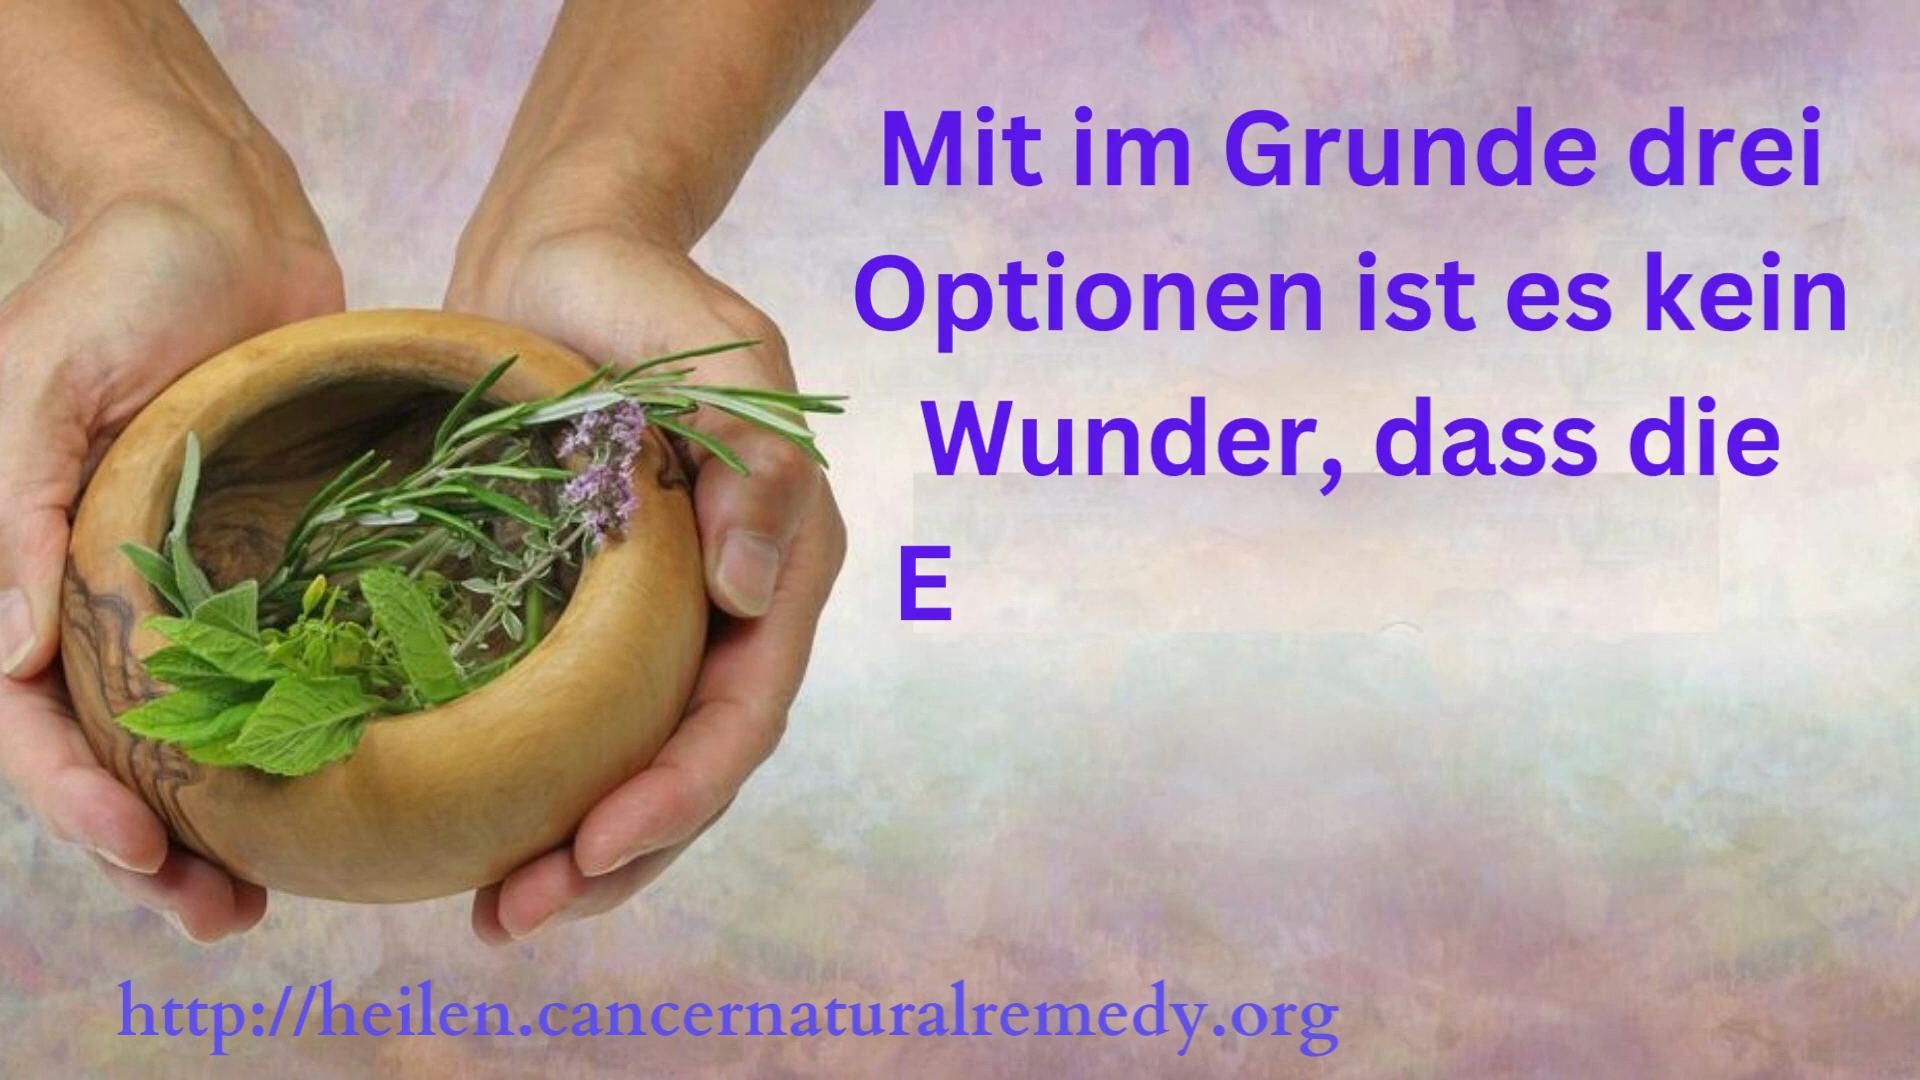 Mit im Grunde drei
Optionen ist es kein
Wunder, dass die
E
http://heilen.cancernaturalremedy.org